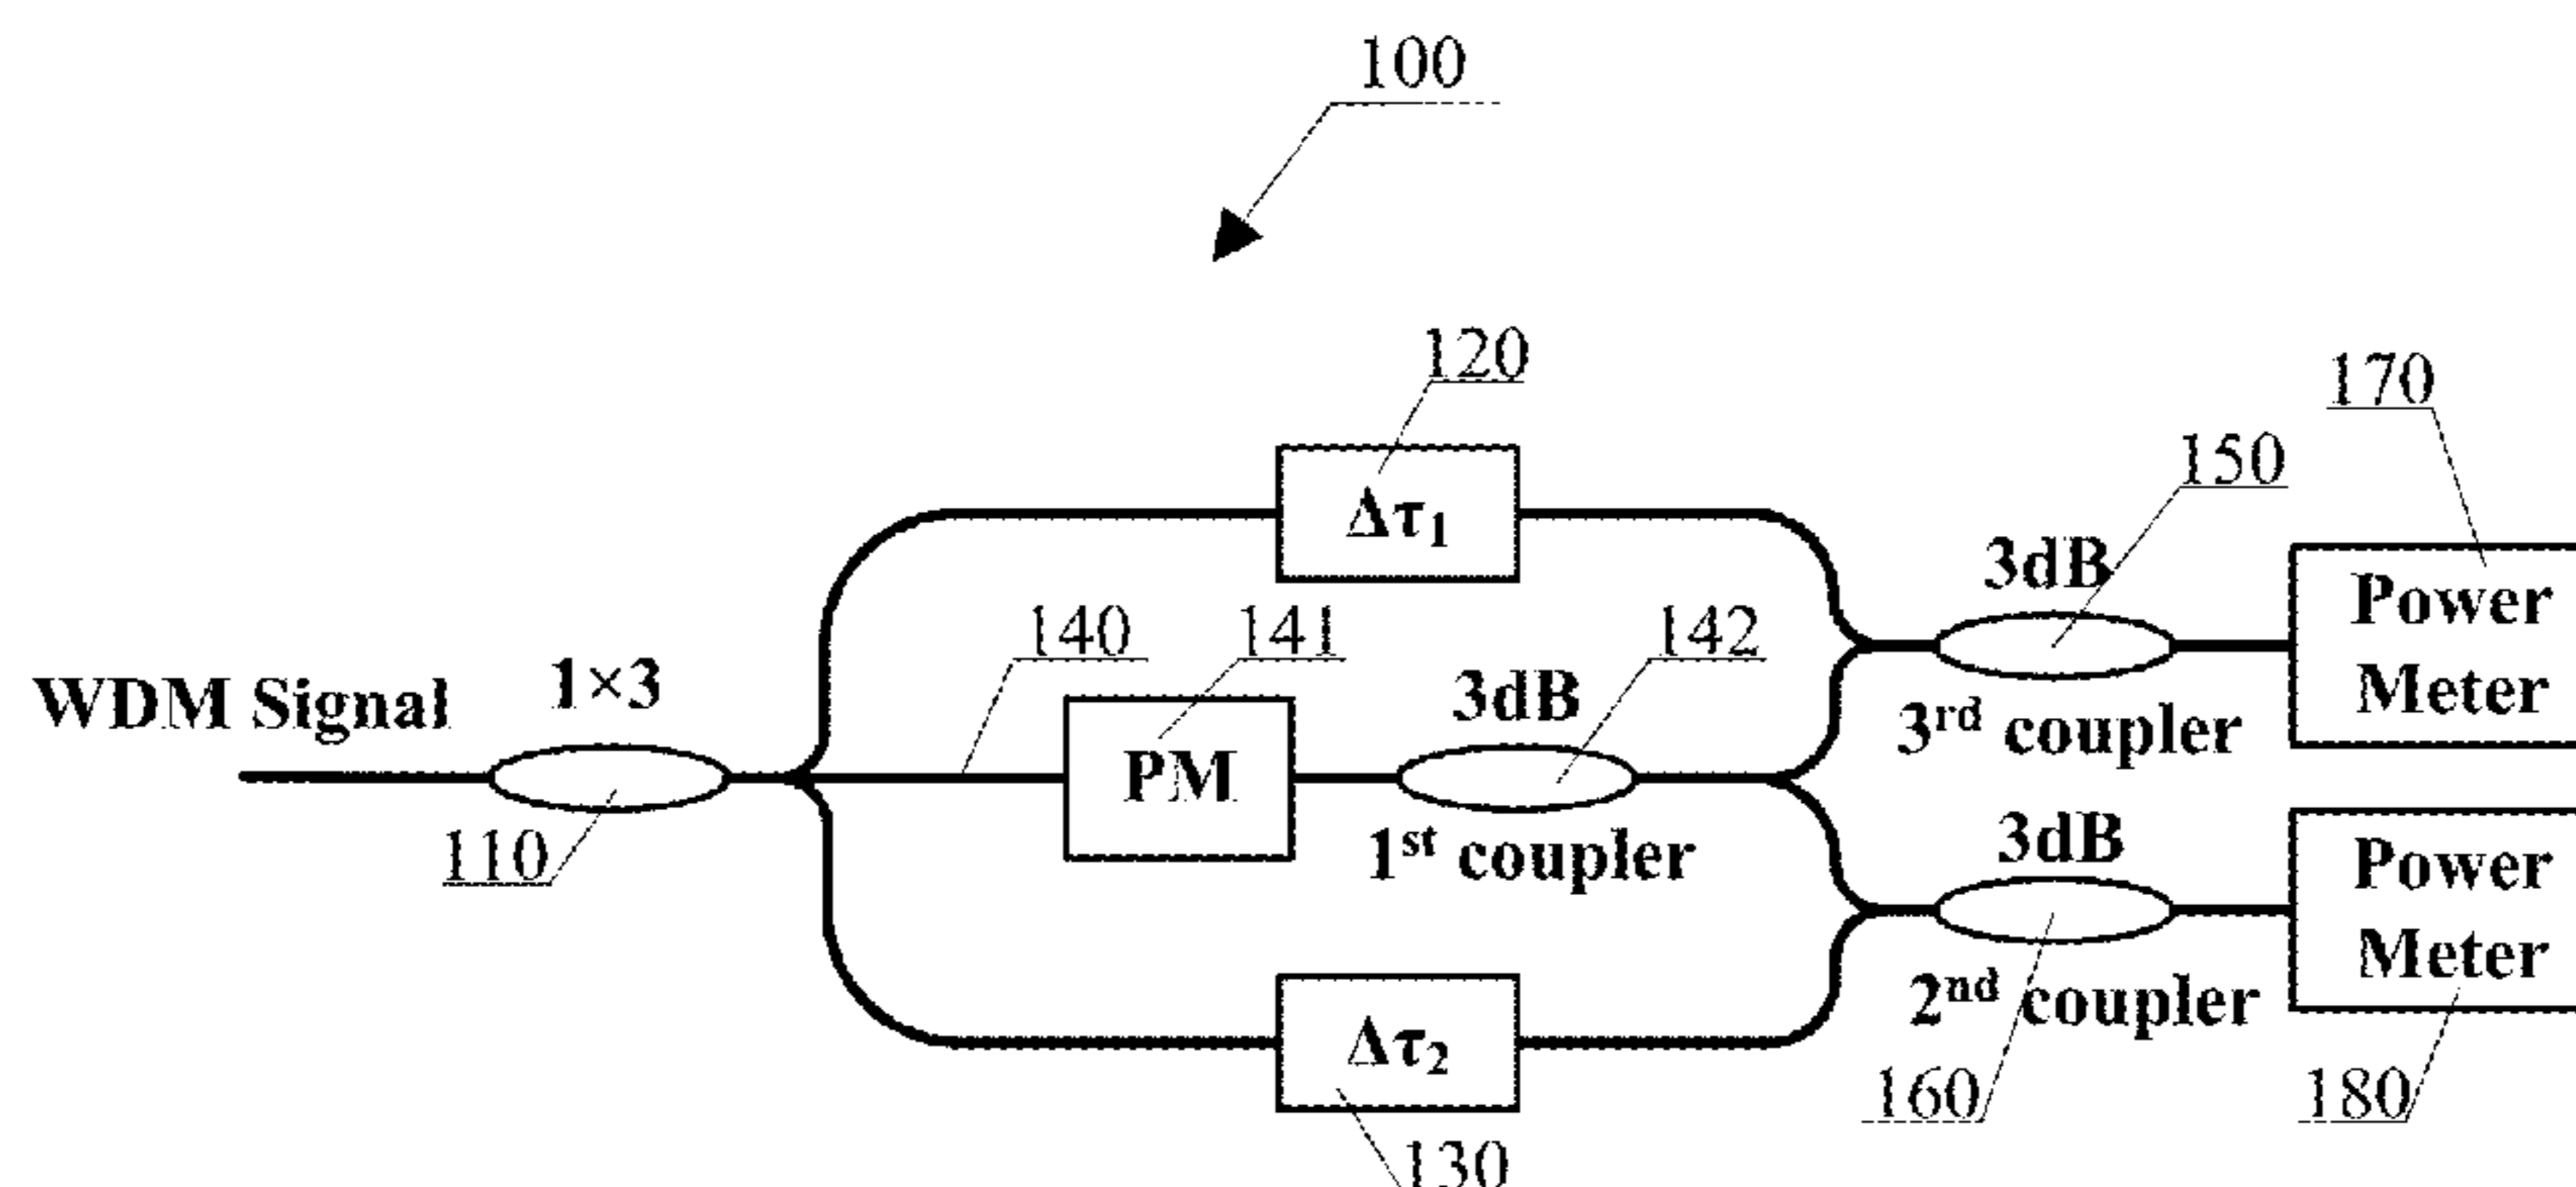 100
120
170
150
Δτ₁
3dB
Power
Meter
140
141
142
WDM Signal
1×3
3dB
3rd coupler
PM
110
1st coupler
3dB
Power
Meter
2nd coupler
Δτ₂
160
180
130